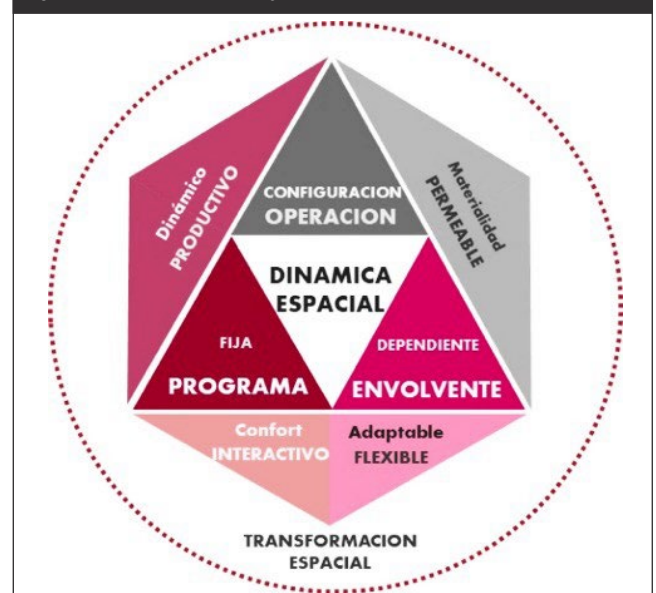 Dinámico
PRODUCTIVO
Materialidad
PERMEABLE
CONFIGURACION
OPERACION
DINAMICA
ESPACIAL
FIJA
PROGRAMA
DEPENDIENTE
ENVOLVENTE
Confort
INTERACTIVO
Adaptable
FLEXIBLE
TRANSFORMACION
ESPACIAL